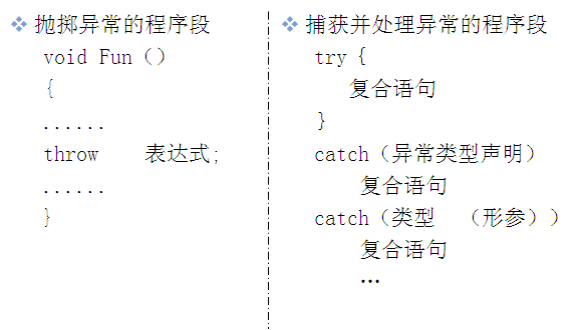 ❖ 抛掷异常的程序段
void Fun（）
{
......
throw 表达式;
......
}
❖ 捕获并处理异常的程序段
try {
复合语句
}
catch（异常类型声明）
复合语句
catch（类型 （形参））
复合语句
…